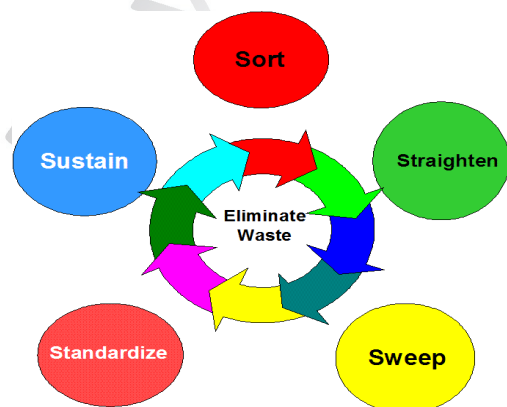 Sort
Straighten
Sweep
Standardize
Sustain
Eliminate
Waste